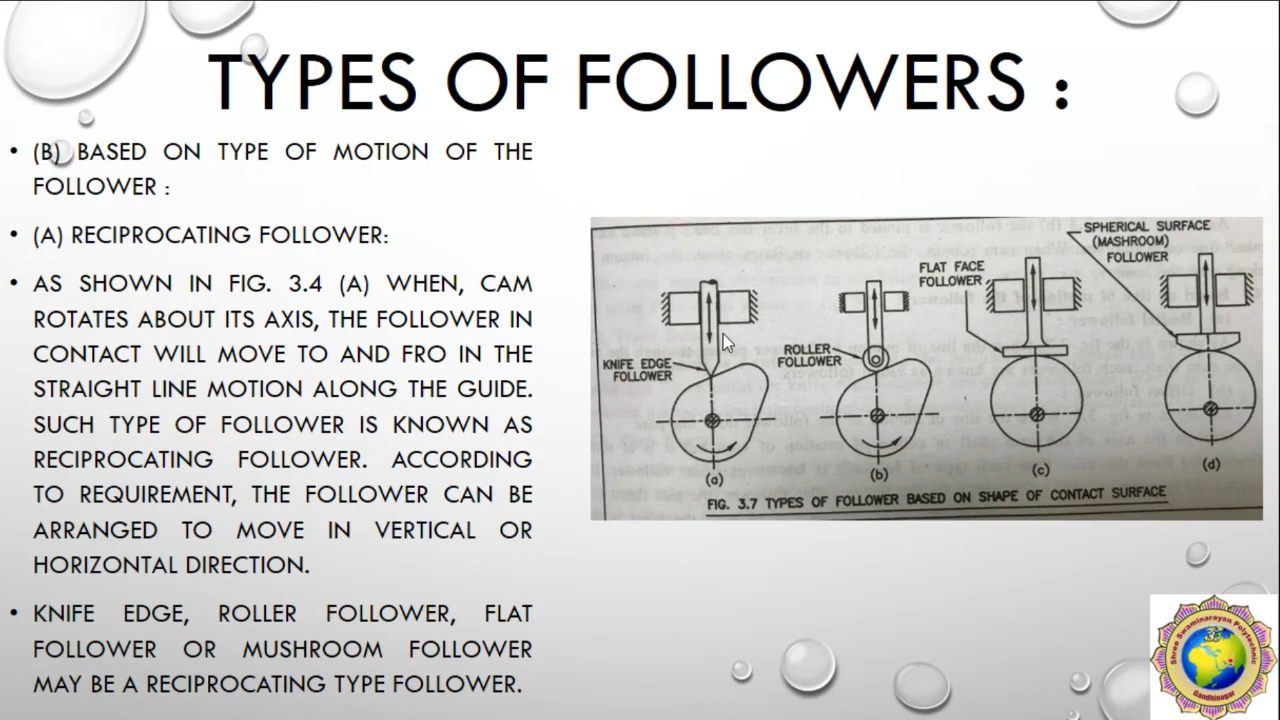 TYPES OF FOLLOWERS :
• (B) BASED ON TYPE OF MOTION OF THE
FOLLOWER :
• (A) RECIPROCATING FOLLOWER:
• AS SHOWN IN FIG. 3.4 (A) WHEN, CAM
ROTATES ABOUT ITS AXIS, THE FOLLOWER IN
CONTACT WILL MOVE TO AND FRO IN THE
STRAIGHT LINE MOTION ALONG THE GUIDE.
SUCH TYPE OF FOLLOWER IS KNOWN AS
RECIPROCATING FOLLOWER. ACCORDING
TO REQUIREMENT, THE FOLLOWER CAN BE
ARRANGED TO MOVE IN VERTICAL OR
HORIZONTAL DIRECTION.
• KNIFE EDGE, ROLLER FOLLOWER, FLAT
FOLLOWER OR MUSHROOM FOLLOWER
MAY BE A RECIPROCATING TYPE FOLLOWER.
SPHERICAL SURFACE
(MASHROOM)
FOLLOWER
FLAT FACE
FOLLOWER
ROLLER
FOLLOWER
KNIFE EDGE
FOLLOWER
(a)
(b)
(c)
(d)
FIG. 3.7 TYPES OF FOLLOWER BASED ON SHAPE OF CONTACT SURFACE
Shree Swaminarayan Polytechnic
Gandhinagar